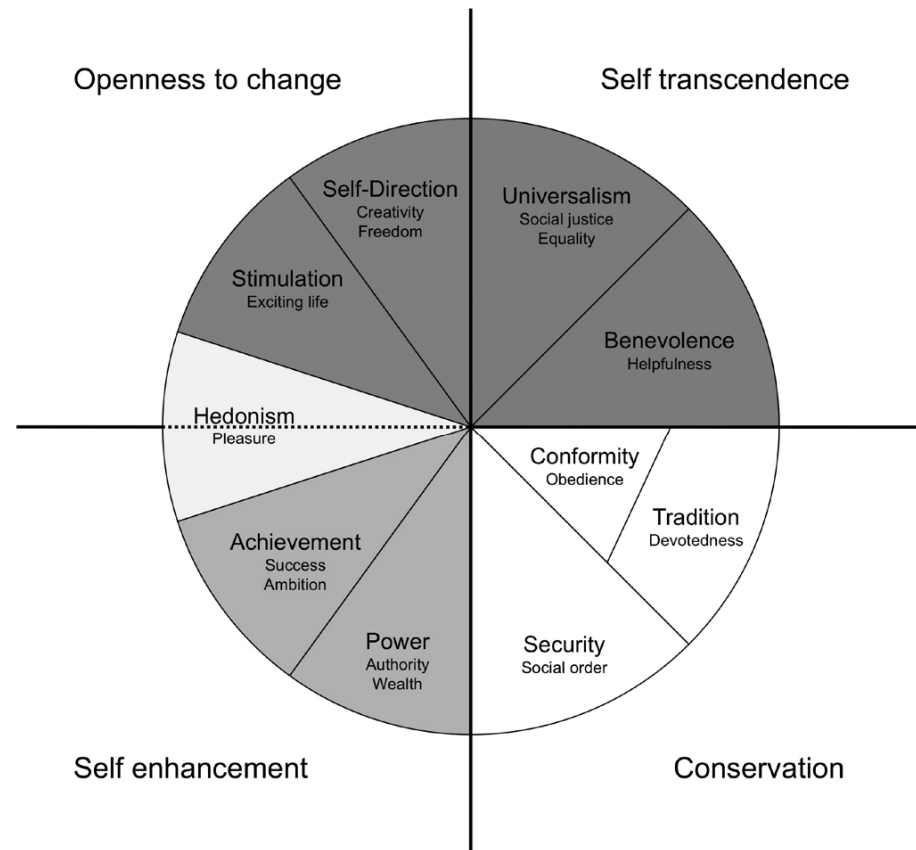 Openness to change
Self transcendence
Self-Direction
Creativity
Freedom
Universalism
Social justice
Equality
Stimulation
Exciting life
Benevolence
Helpfulness
Hedonism
Pleasure
Conformity
Obedience
Tradition
Devotedness
Achievement
Success
Ambition
Power
Authority
Wealth
Security
Social order
Self enhancement
Conservation